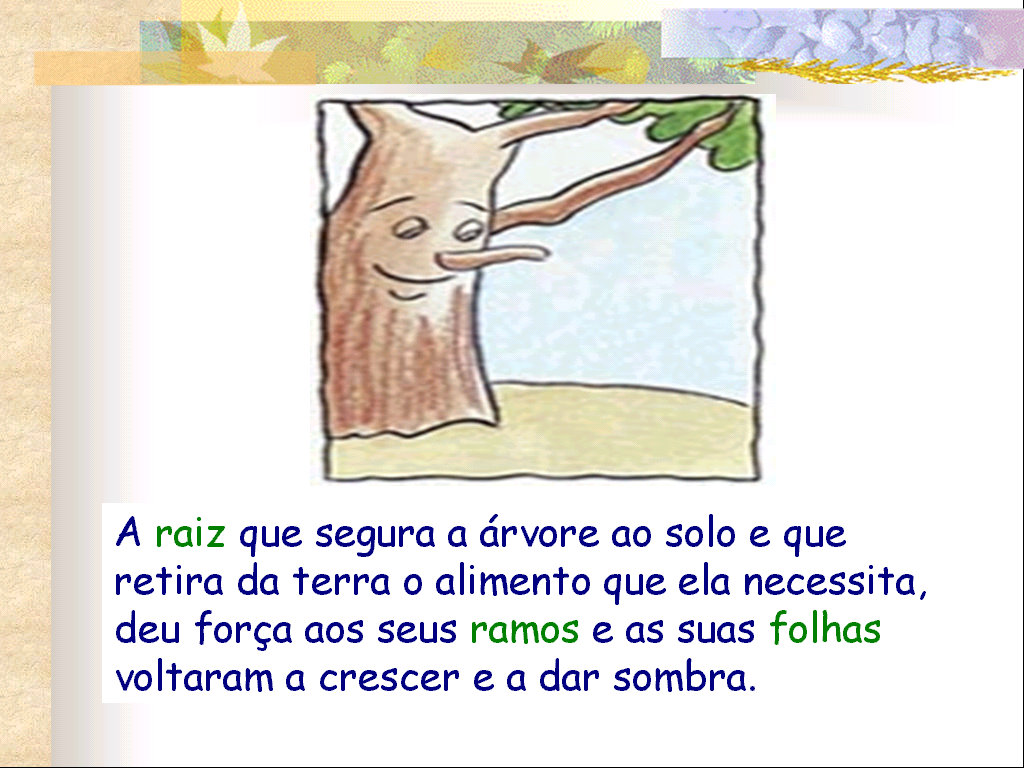 A raiz que segura a árvore ao solo e que
retira da terra o alimento que ela necessita,
deu força aos seus ramos e as suas folhas
voltaram a crescer e a dar sombra.